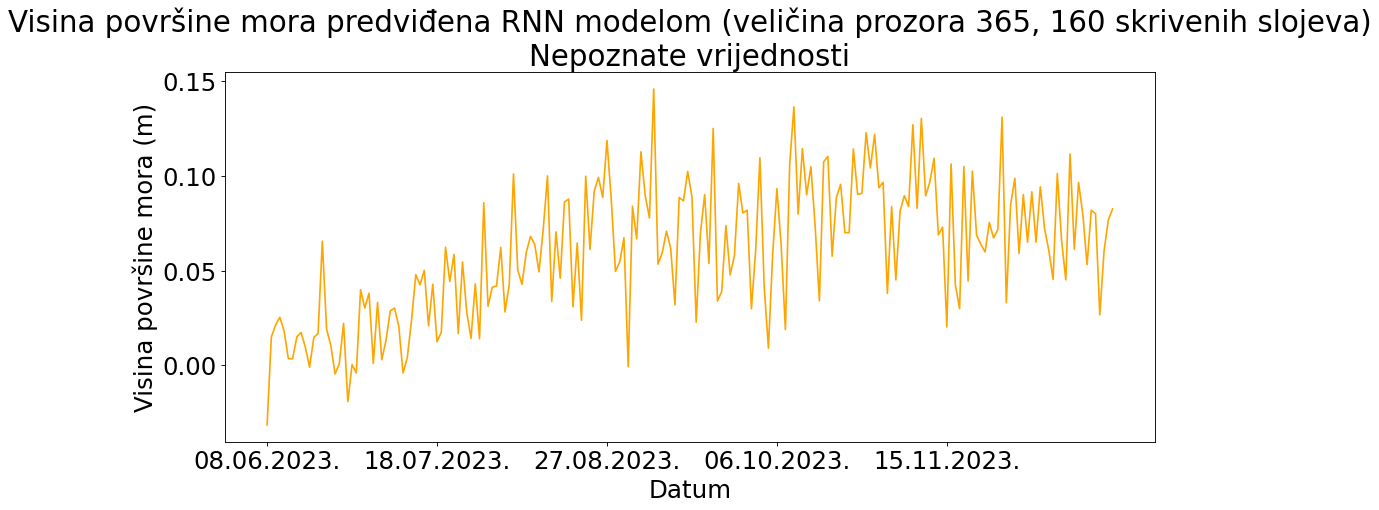 Visina površine mora predviđena RNN modelom (veličina prozora 365, 160 skrivenih slojeva)
Nepoznate vrijednosti
Visina površine mora (m)
0.15
0.10
0.05
0.00
08.06.2023. 18.07.2023. 27.08.2023. 06.10.2023. 15.11.2023.
Datum